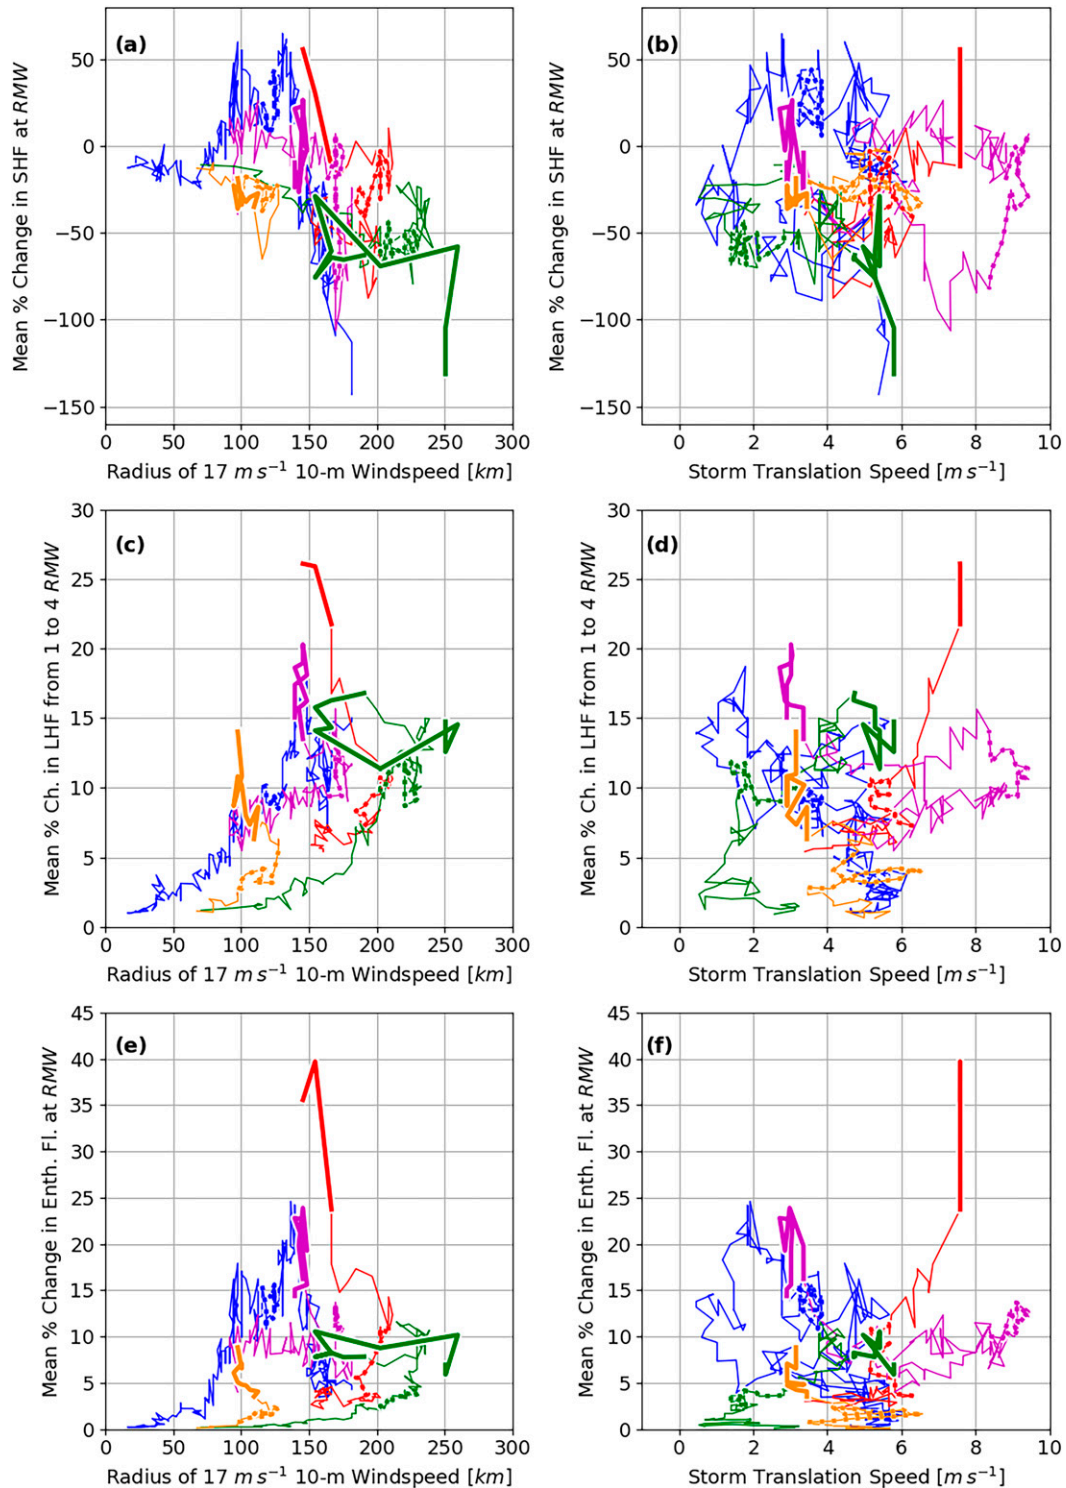 (a)
Mean % Change in SHF at RMW
50
0
−50
−100
−150
0 50 100 150 200 250 300
Radius of 17 m s⁻¹ 10-m Windspeed [km]
(b)
Mean % Change in SHF at RMW
50
0
−50
−100
−150
0 2 4 6 8 10
Storm Translation Speed [m s⁻¹]
(c)
Mean % Ch. in LHF from 1 to 4 RMW
30
25
20
15
10
5
0
0 50 100 150 200 250 300
Radius of 17 m s⁻¹ 10-m Windspeed [km]
(d)
Mean % Ch. in LHF from 1 to 4 RMW
30
25
20
15
10
5
0
0 2 4 6 8 10
Storm Translation Speed [m s⁻¹]
(e)
Mean % Change in Enth. Fl. at RMW
45
40
35
30
25
20
15
10
5
0
0 50 100 150 200 250 300
Radius of 17 m s⁻¹ 10-m Windspeed [km]
(f)
Mean % Change in Enth. Fl. at RMW
45
40
35
30
25
20
15
10
5
0
0 2 4 6 8 10
Storm Translation Speed [m s⁻¹]